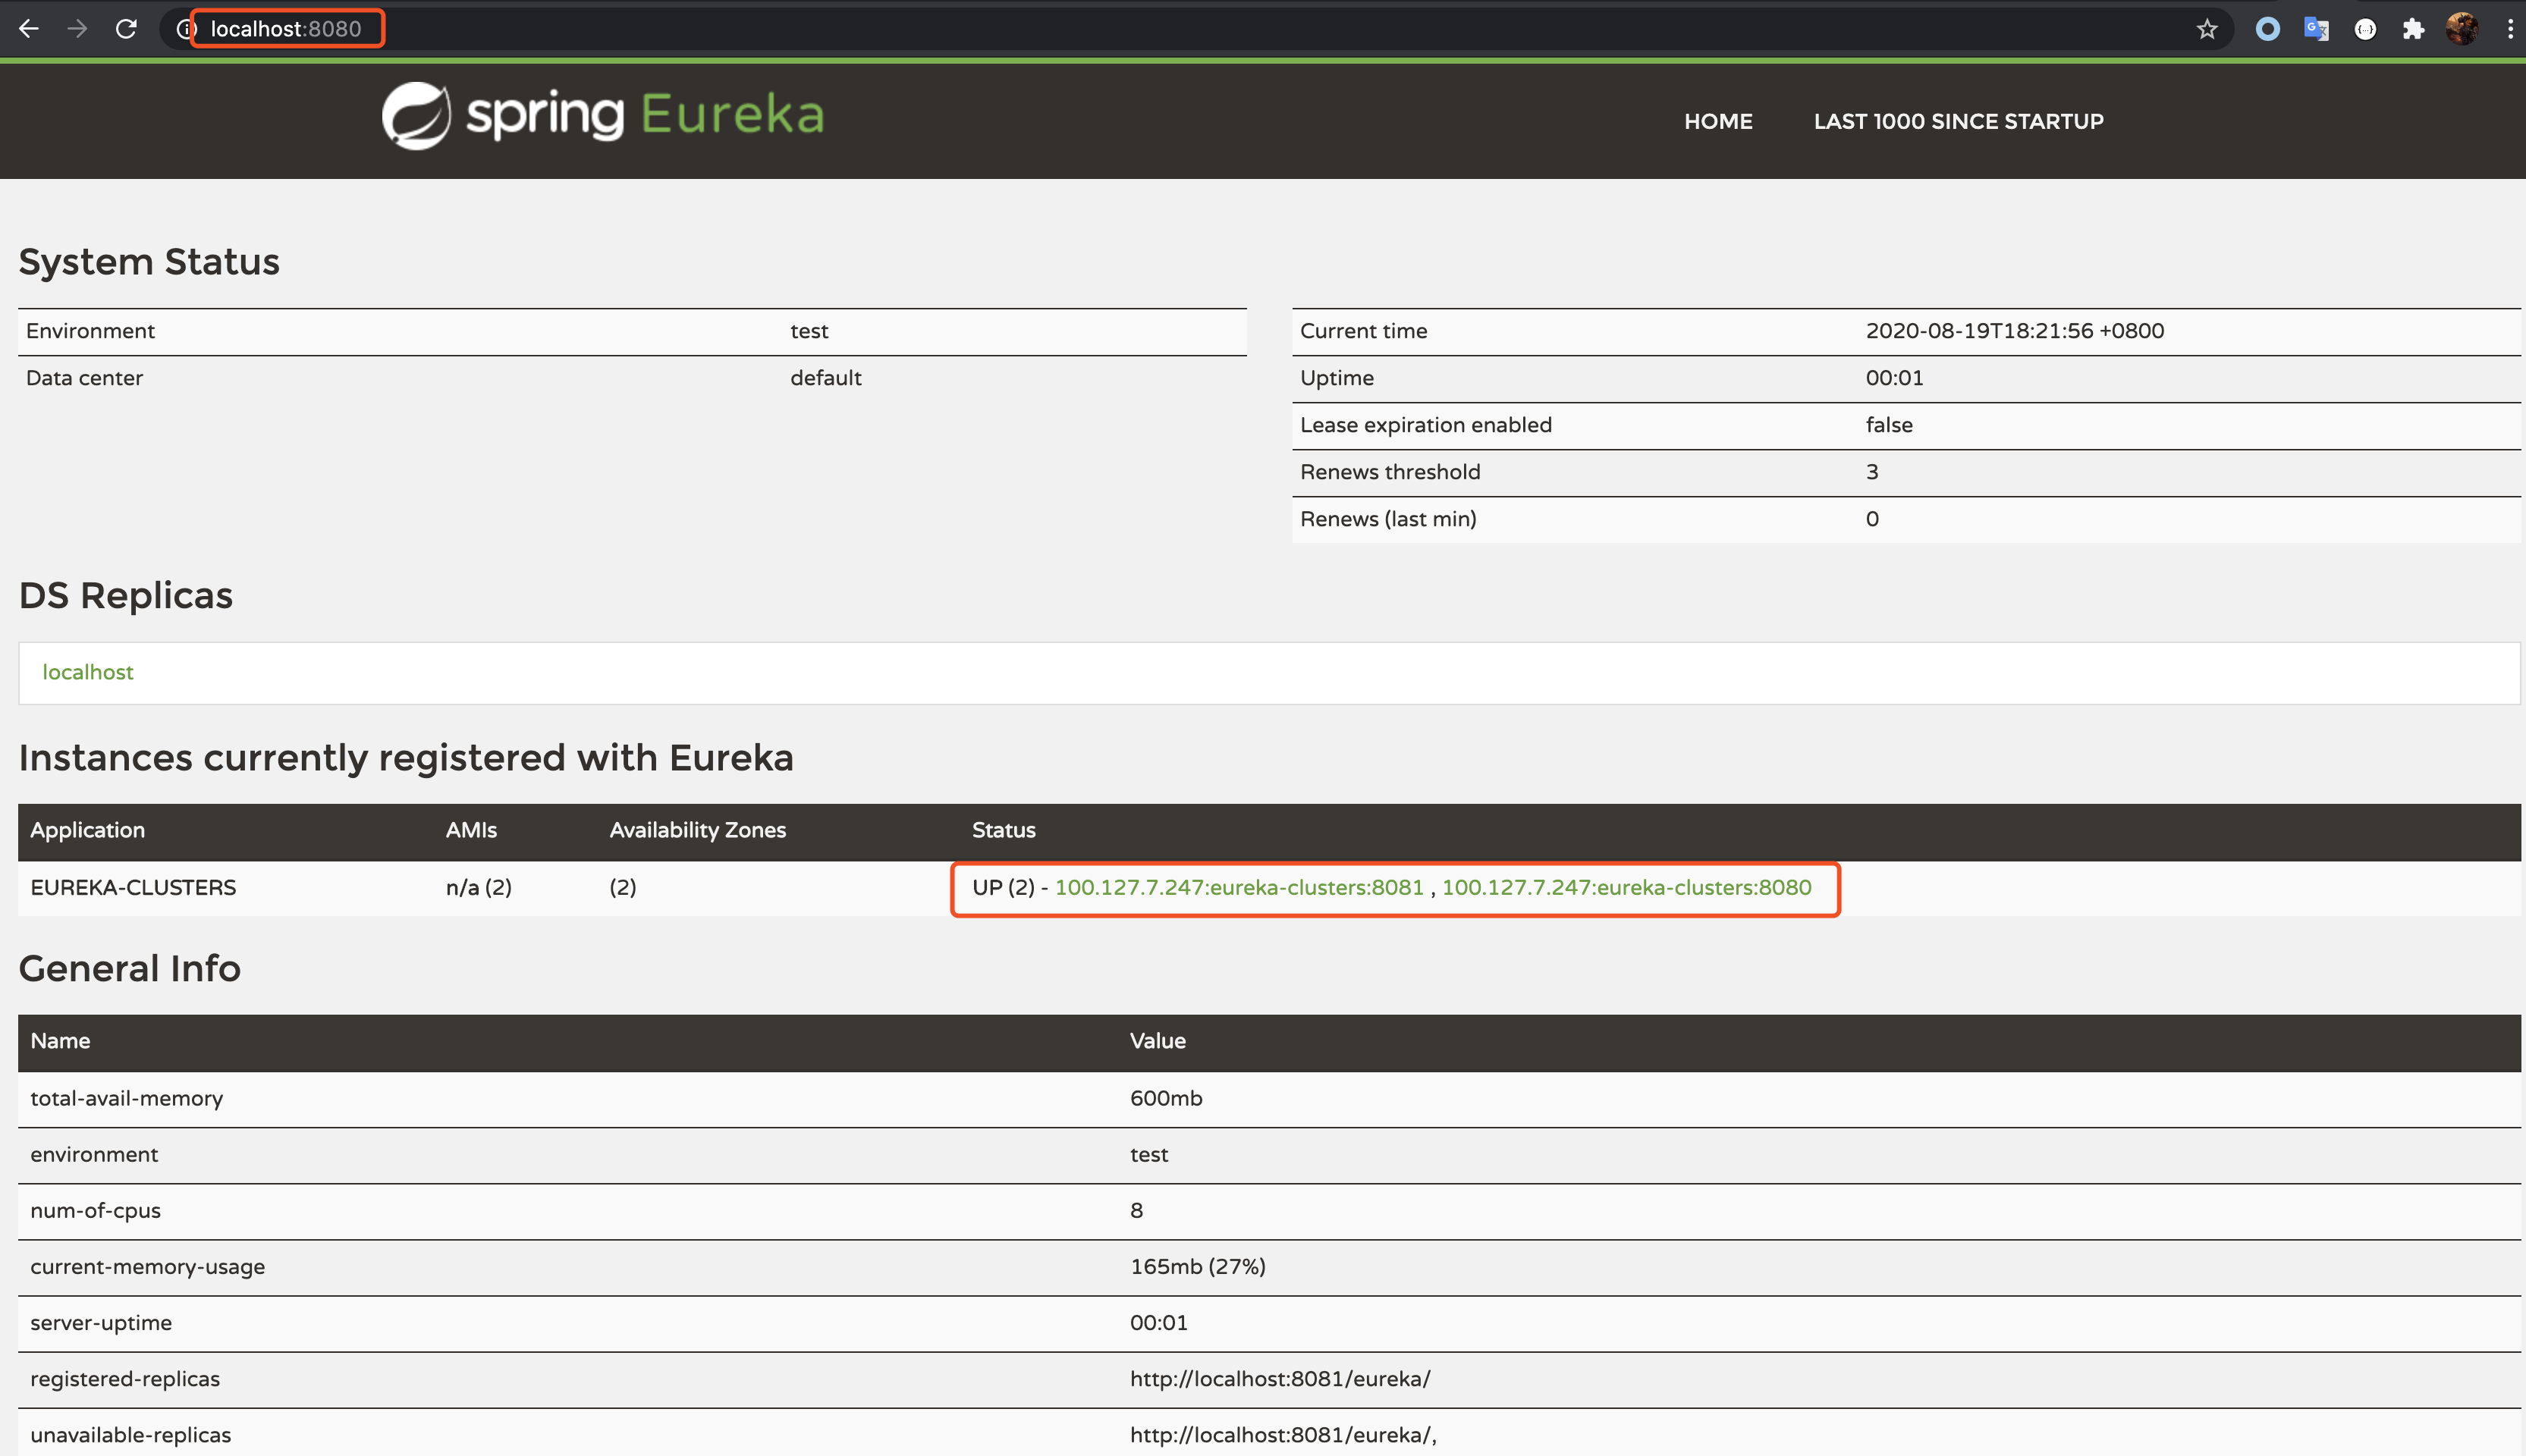 localhost:8080
spring Eureka
HOME LAST 1000 SINCE STARTUP
System Status
Environment test
Data center default
Current time 2020-08-19T18:21:56 +0800
Uptime 00:01
Lease expiration enabled false
Renews threshold 3
Renews (last min) 0
DS Replicas
localhost
Instances currently registered with Eureka
Application AMIs Availability Zones Status
EUREKA-CLUSTERS n/a (2) (2) UP (2) - 100.127.7.247:eureka-clusters:8081 , 100.127.7.247:eureka-clusters:8080
General Info
Name Value
total-avail-memory 600mb
environment test
num-of-cpus 8
current-memory-usage 165mb (27%)
server-uptime 00:01
registered-replicas http://localhost:8081/eureka/
unavailable-replicas http://localhost:8081/eureka/,